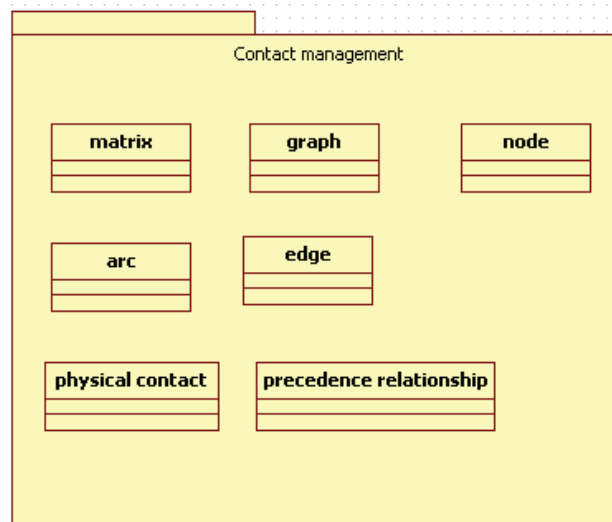 Contact management
matrix
graph
node
arc
edge
physical contact
precedence relationship